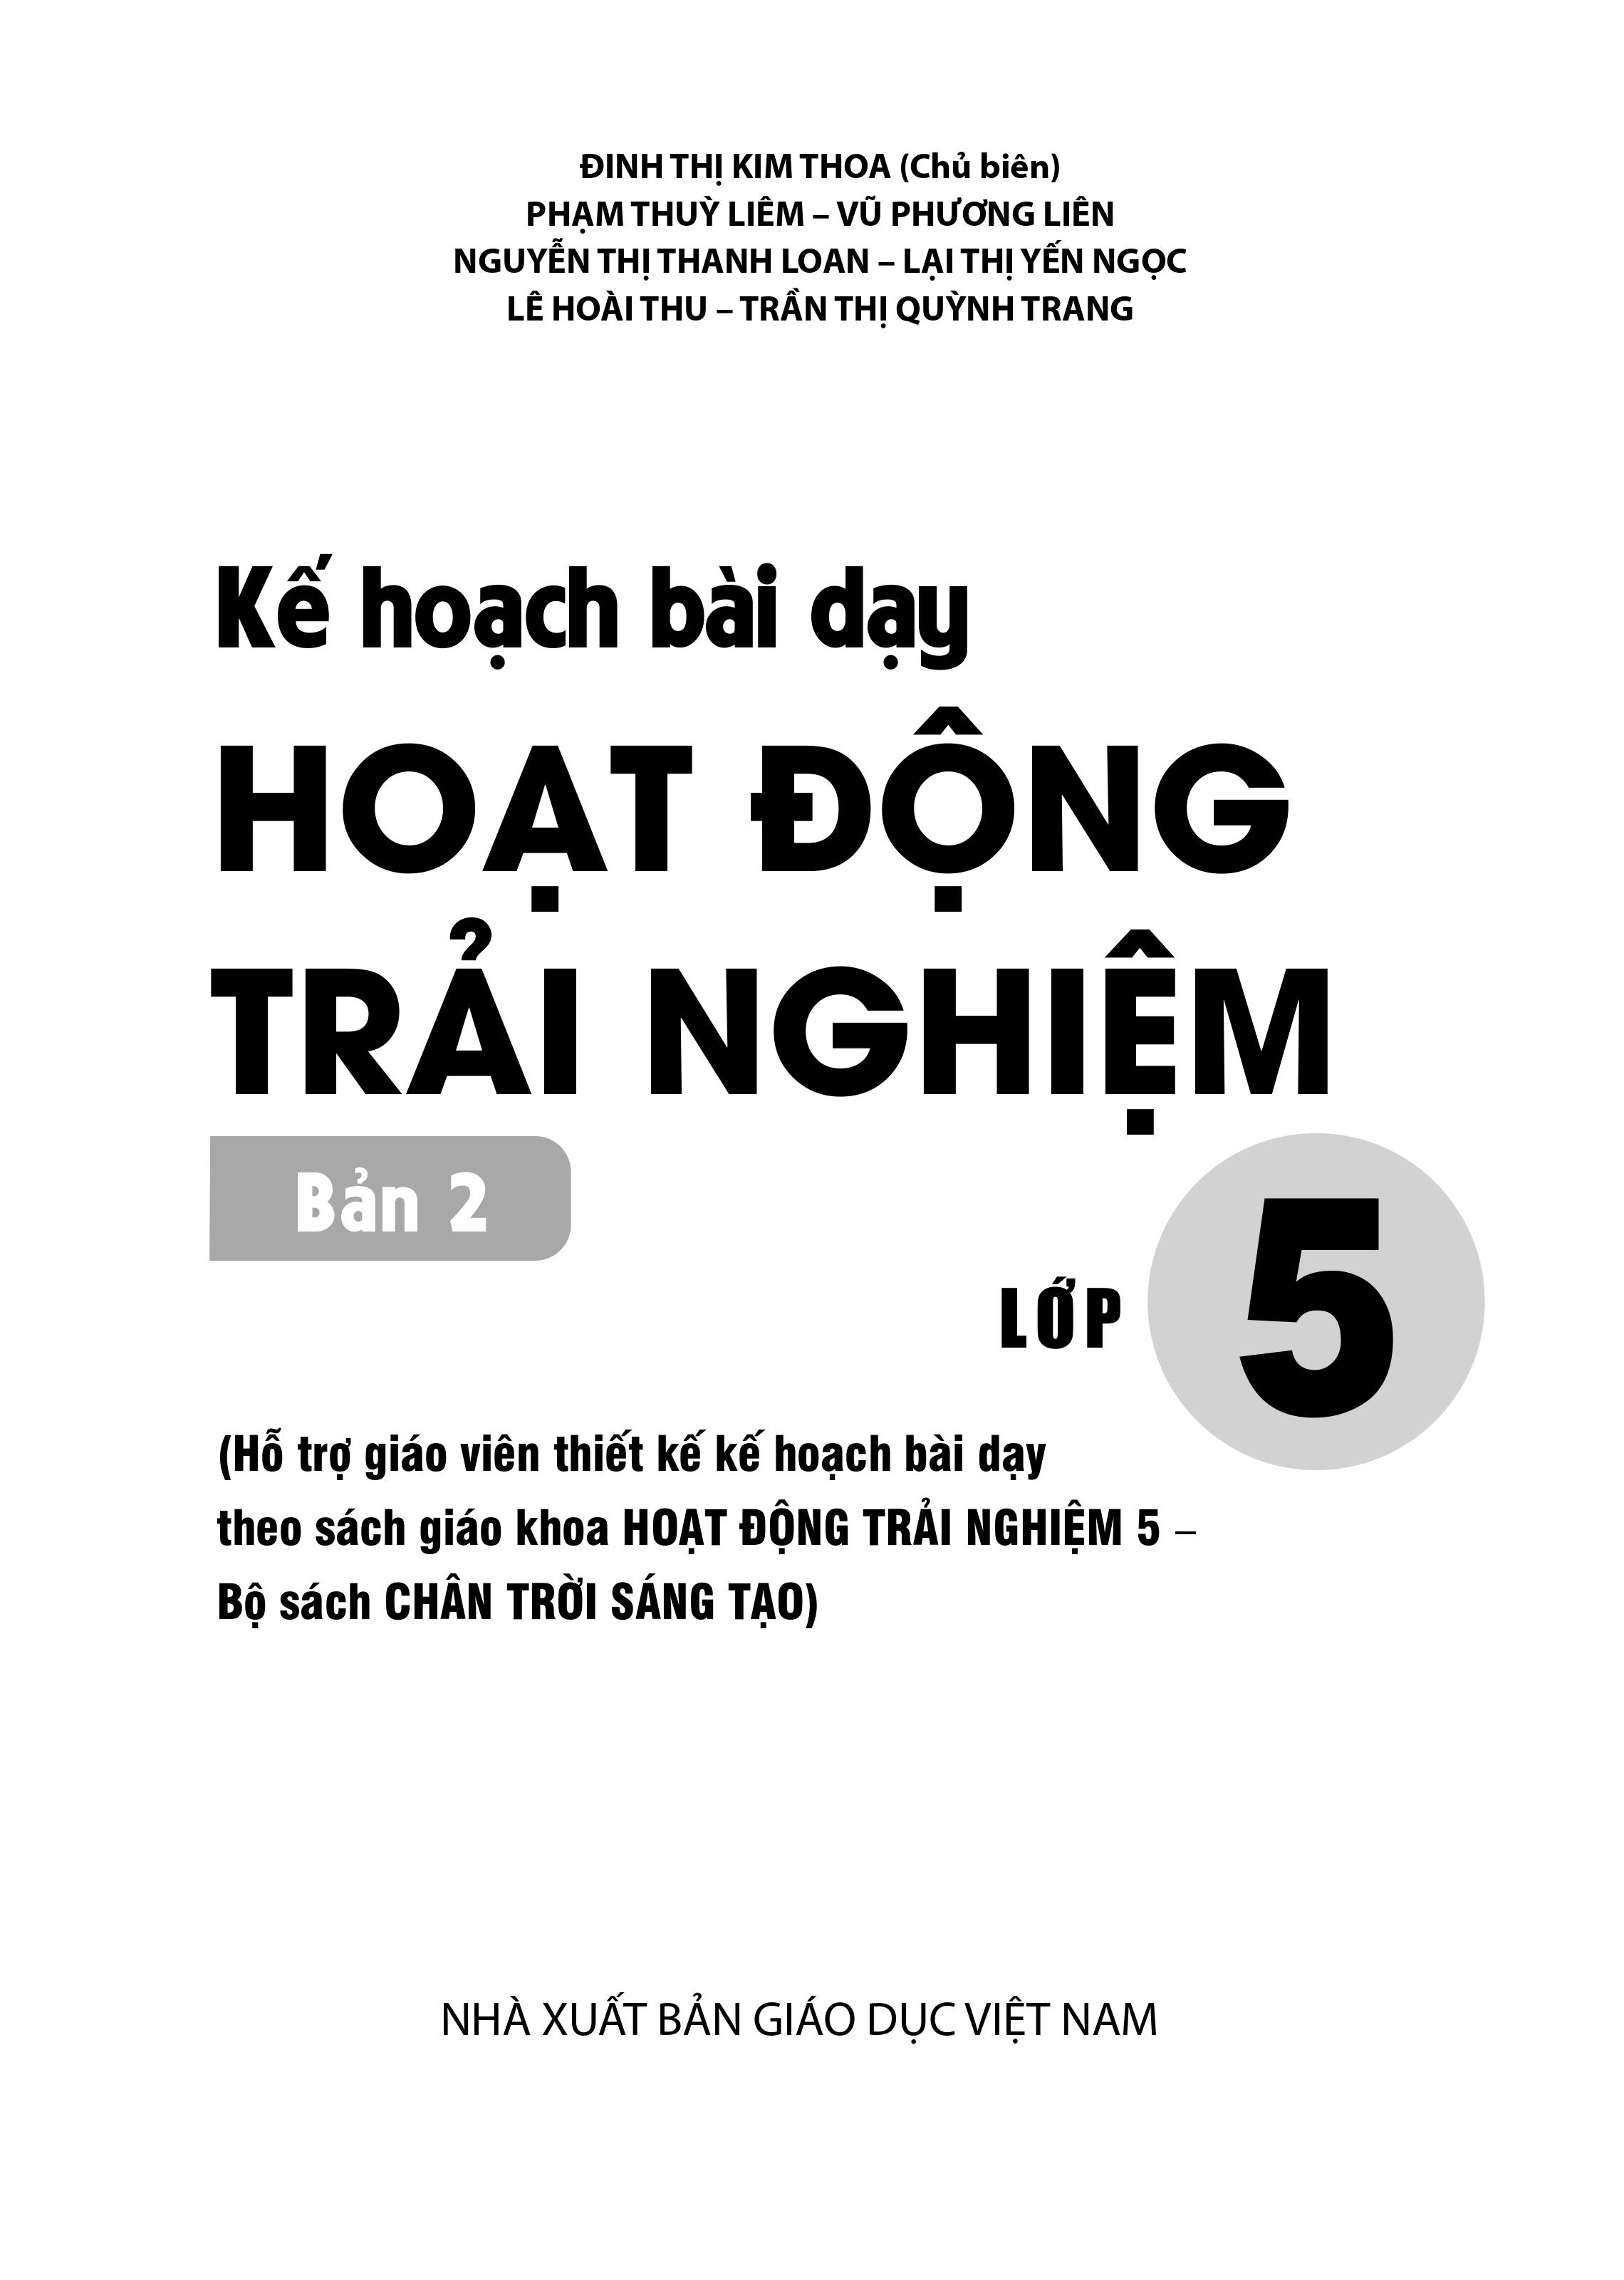 ĐINH THỊ KIM THOA (Chủ biên)
PHẠM THUỲ LIÊM – VŨ PHƯƠNG LIÊN
NGUYỄN THỊ THANH LOAN – LẠI THỊ YẾN NGỌC
LÊ HOÀI THU – TRẦN THỊ QUỲNH TRANG
Kế hoạch bài dạy
HOẠT ĐỘNG
TRẢI NGHIỆM
Bản 2
LỚP 5
(Hỗ trợ giáo viên thiết kế kế hoạch bài dạy
theo sách giáo khoa HOẠT ĐỘNG TRẢI NGHIỆM 5 –
Bộ sách CHÂN TRỜI SÁNG TẠO)
NHÀ XUẤT BẢN GIÁO DỤC VIỆT NAM